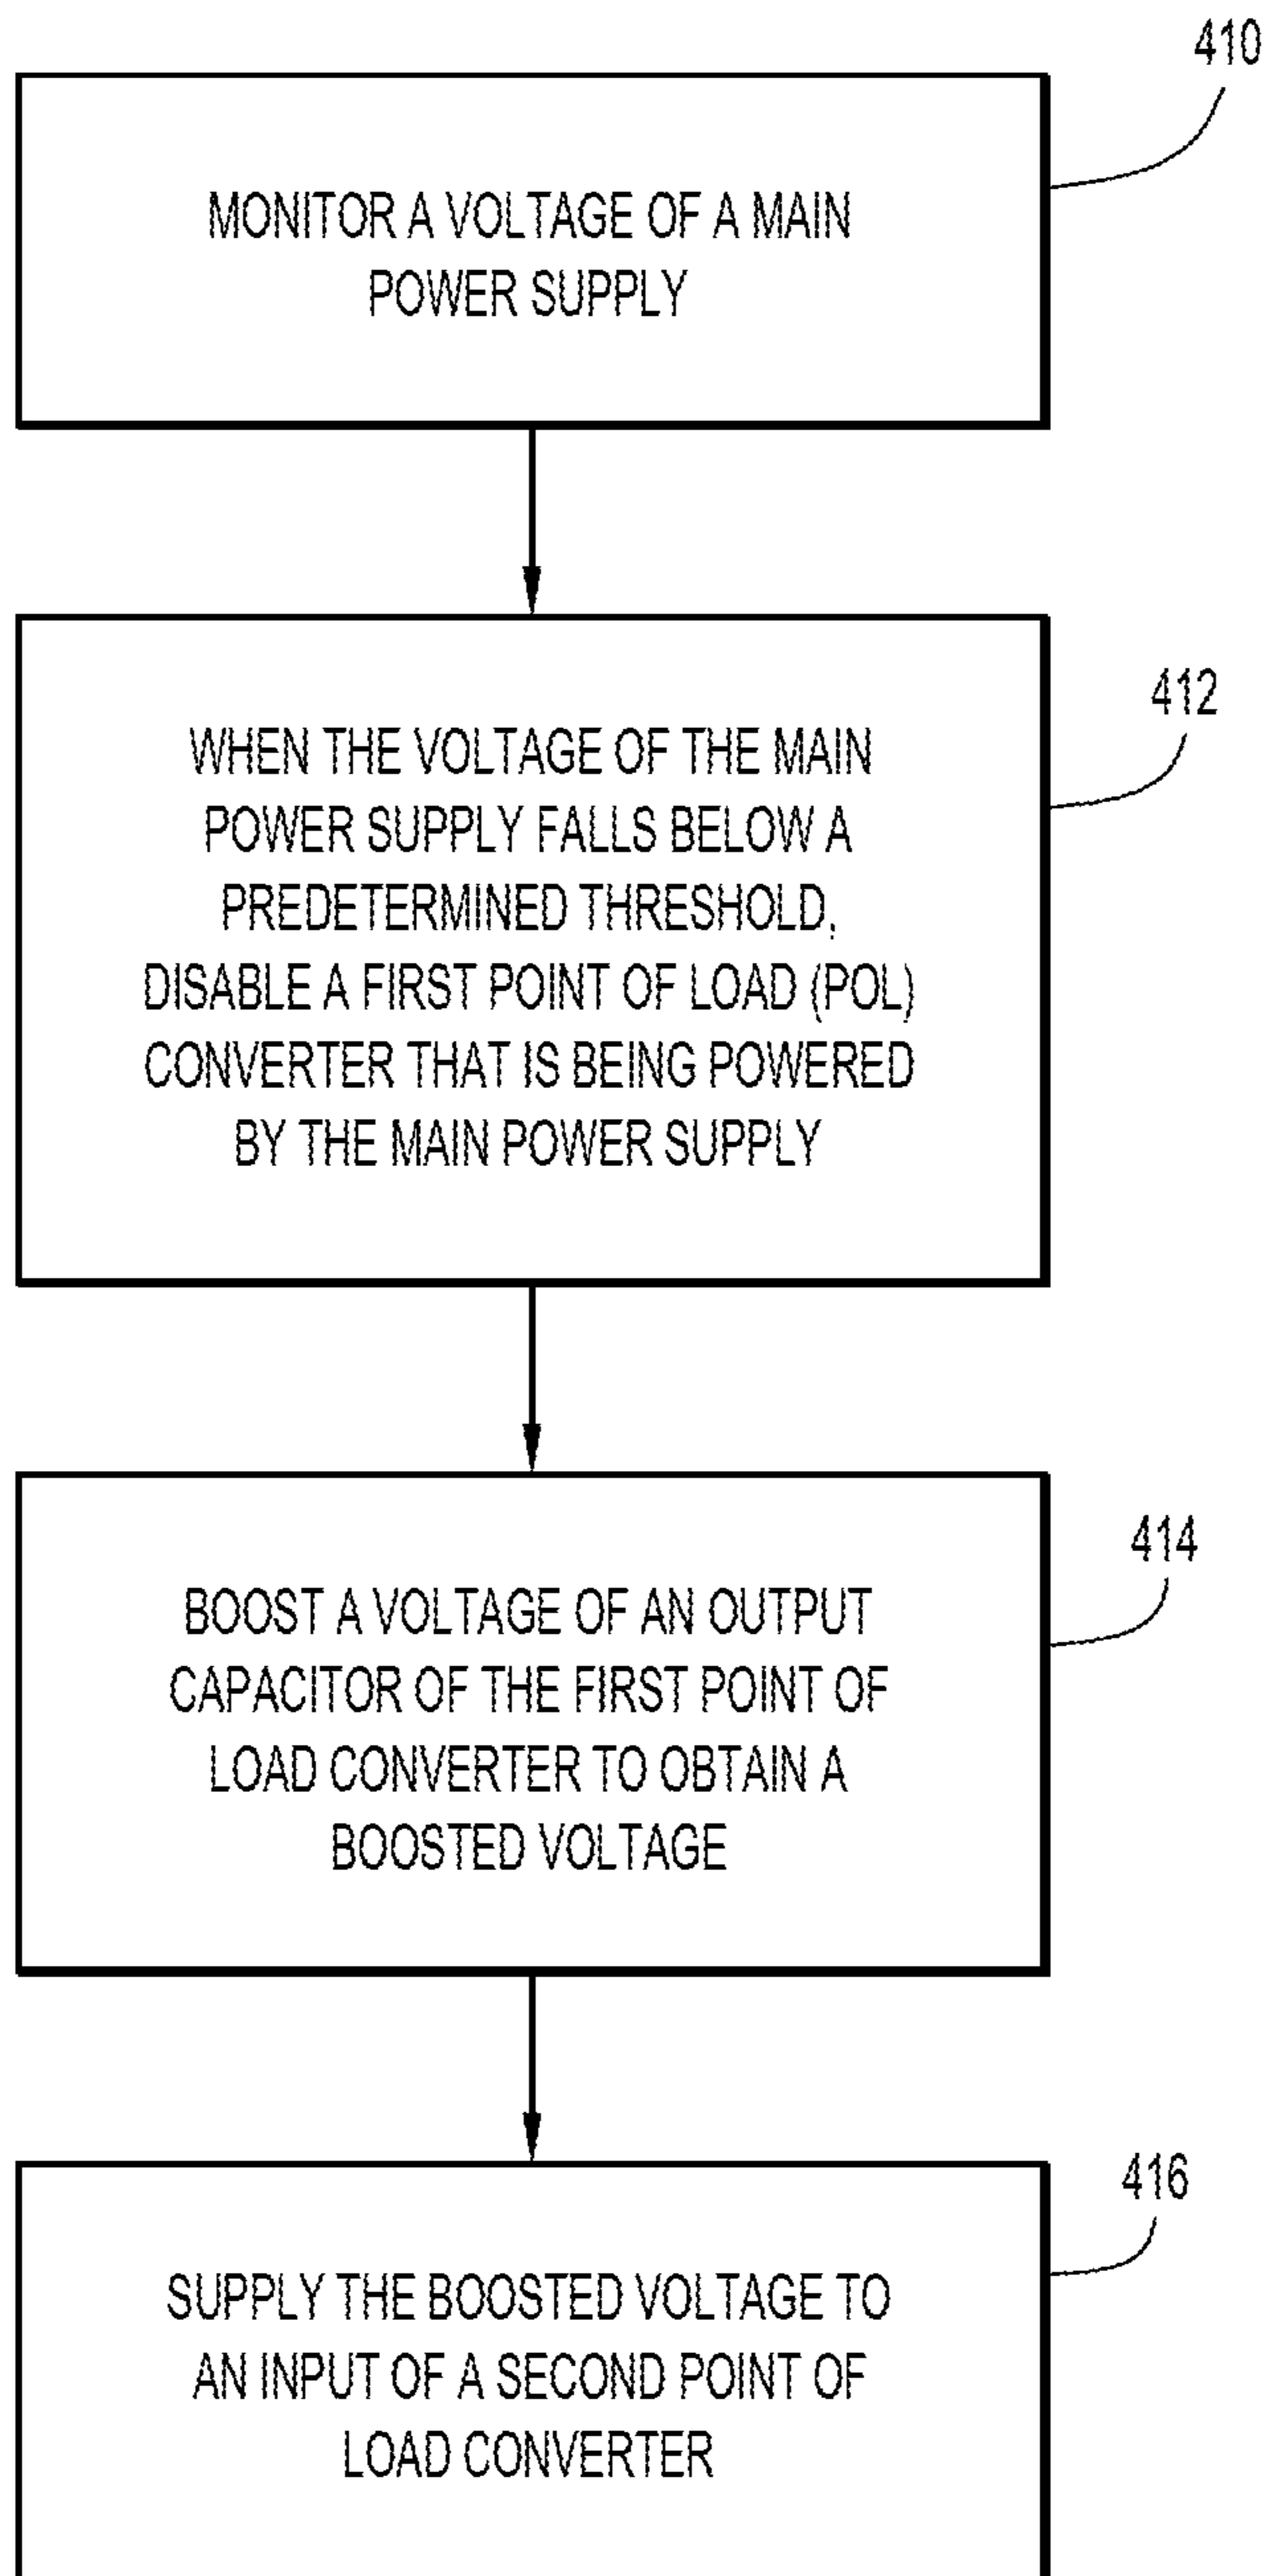 410
MONITOR A VOLTAGE OF A MAIN
POWER SUPPLY
412
WHEN THE VOLTAGE OF THE MAIN
POWER SUPPLY FALLS BELOW A
PREDETERMINED THRESHOLD,
DISABLE A FIRST POINT OF LOAD (POL)
CONVERTER THAT IS BEING POWERED
BY THE MAIN POWER SUPPLY
414
BOOST A VOLTAGE OF AN OUTPUT
CAPACITOR OF THE FIRST POINT OF
LOAD CONVERTER TO OBTAIN A
BOOSTED VOLTAGE
416
SUPPLY THE BOOSTED VOLTAGE TO
AN INPUT OF A SECOND POINT OF
LOAD CONVERTER